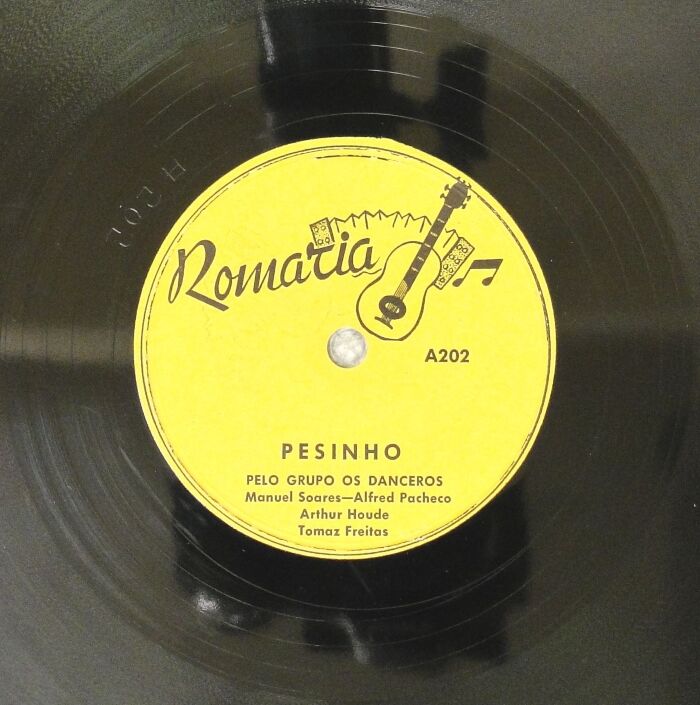 Romaria
A202
PESINHO
PELO GRUPO OS DANCEROS
Manuel Soares—Alfred Pacheco
Arthur Houde
Tomaz Freitas